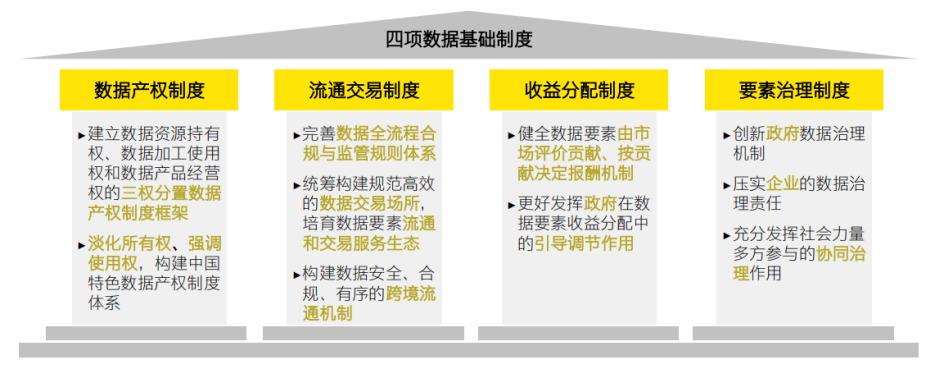 四项数据基础制度
数据产权制度
▸建立数据资源持有
权、数据加工使用
权和数据产品经营
权的三权分置数据
产权制度框架
▸淡化所有权、强调
使用权，构建中国
特色数据产权制度
体系
流通交易制度
▸完善数据全流程合
规与监管规则体系
▸统筹构建规范高效
的数据交易场所，
培育数据要素流通
和交易服务生态
▸构建数据安全、合
规、有序的跨境流
通机制
收益分配制度
▸健全数据要素由市
场评价贡献、按贡
献决定报酬机制
▸更好发挥政府在数
据要素收益分配中
的引导调节作用
要素治理制度
▸创新政府数据治理
机制
▸压实企业的数据治
理责任
▸充分发挥社会力量
多方参与的协同治
理作用